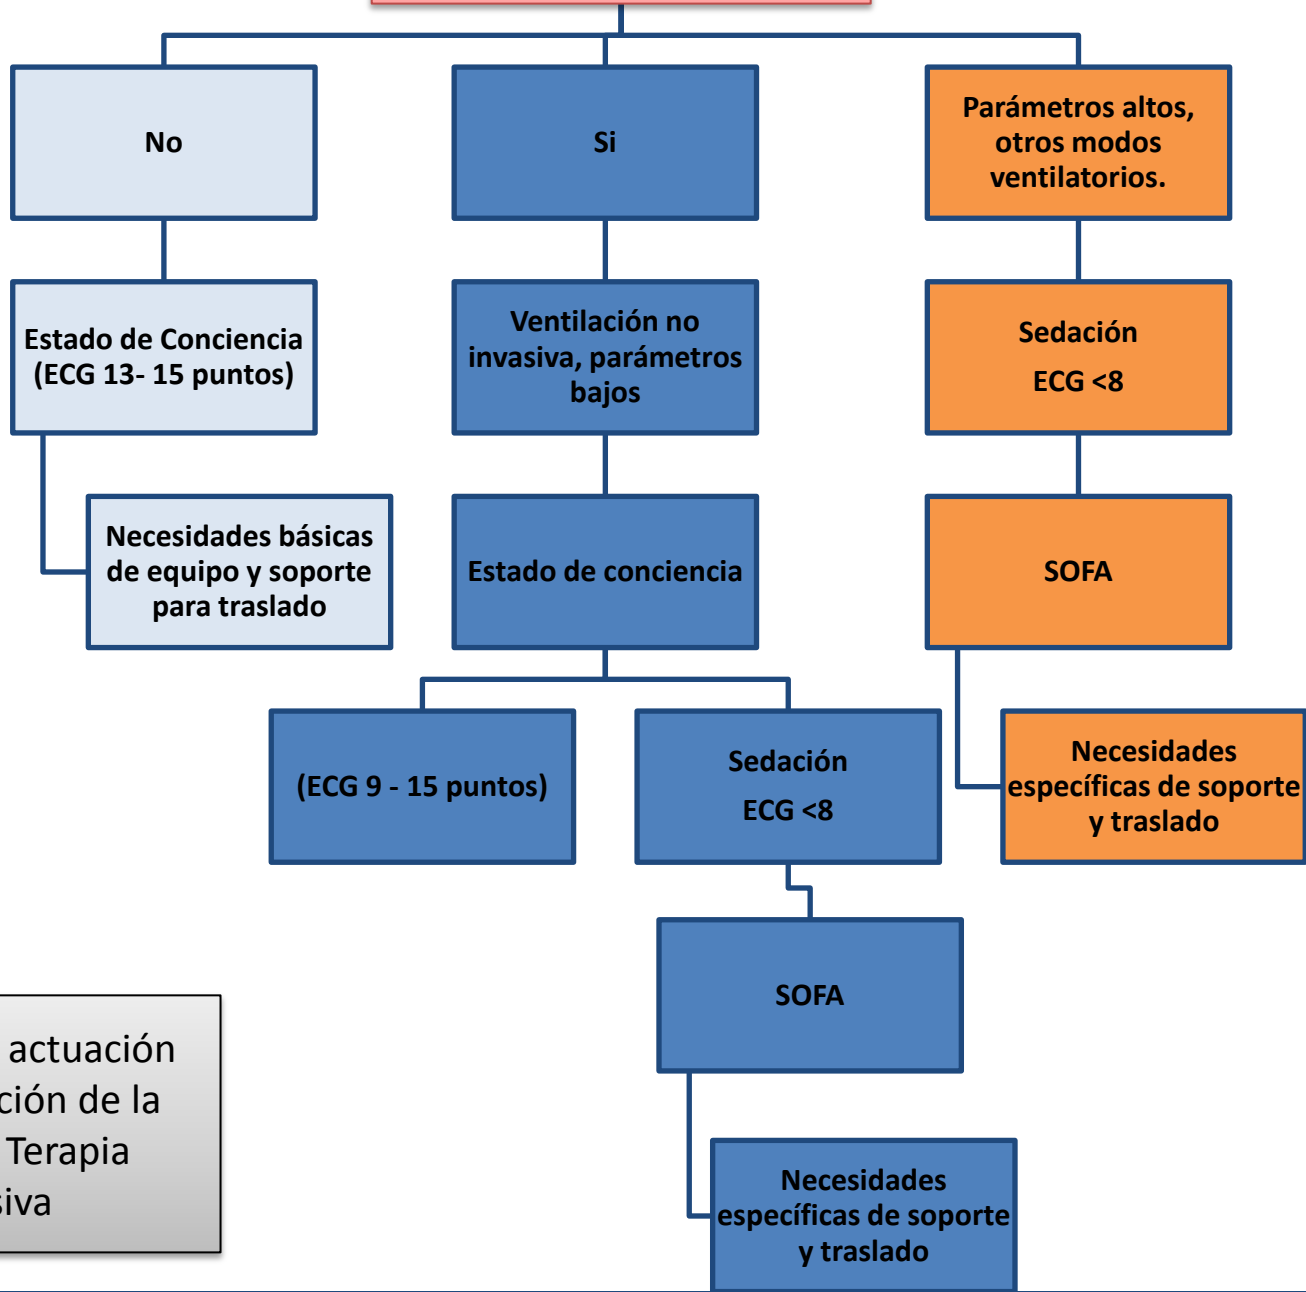 No
Si
Parámetros altos,
otros modos
ventilatorios.
Estado de Conciencia
(ECG 13- 15 puntos)
Ventilación no
invasiva, parámetros
bajos
Sedación
ECG <8
Necesidades básicas
de equipo y soporte
para traslado
Estado de conciencia
SOFA
(ECG 9 - 15 puntos)
Sedación
ECG <8
Necesidades
específicas de soporte
y traslado
SOFA
actuación
ción de la
Terapia
siva
Necesidades
específicas de soporte
y traslado